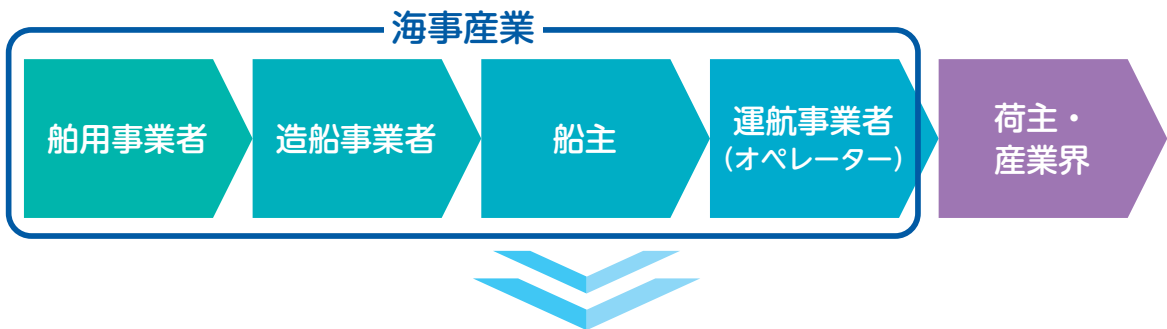 海事産業
舶用事業者
造船事業者
船主
運航事業者
(オペレーター)
荷主・
産業界